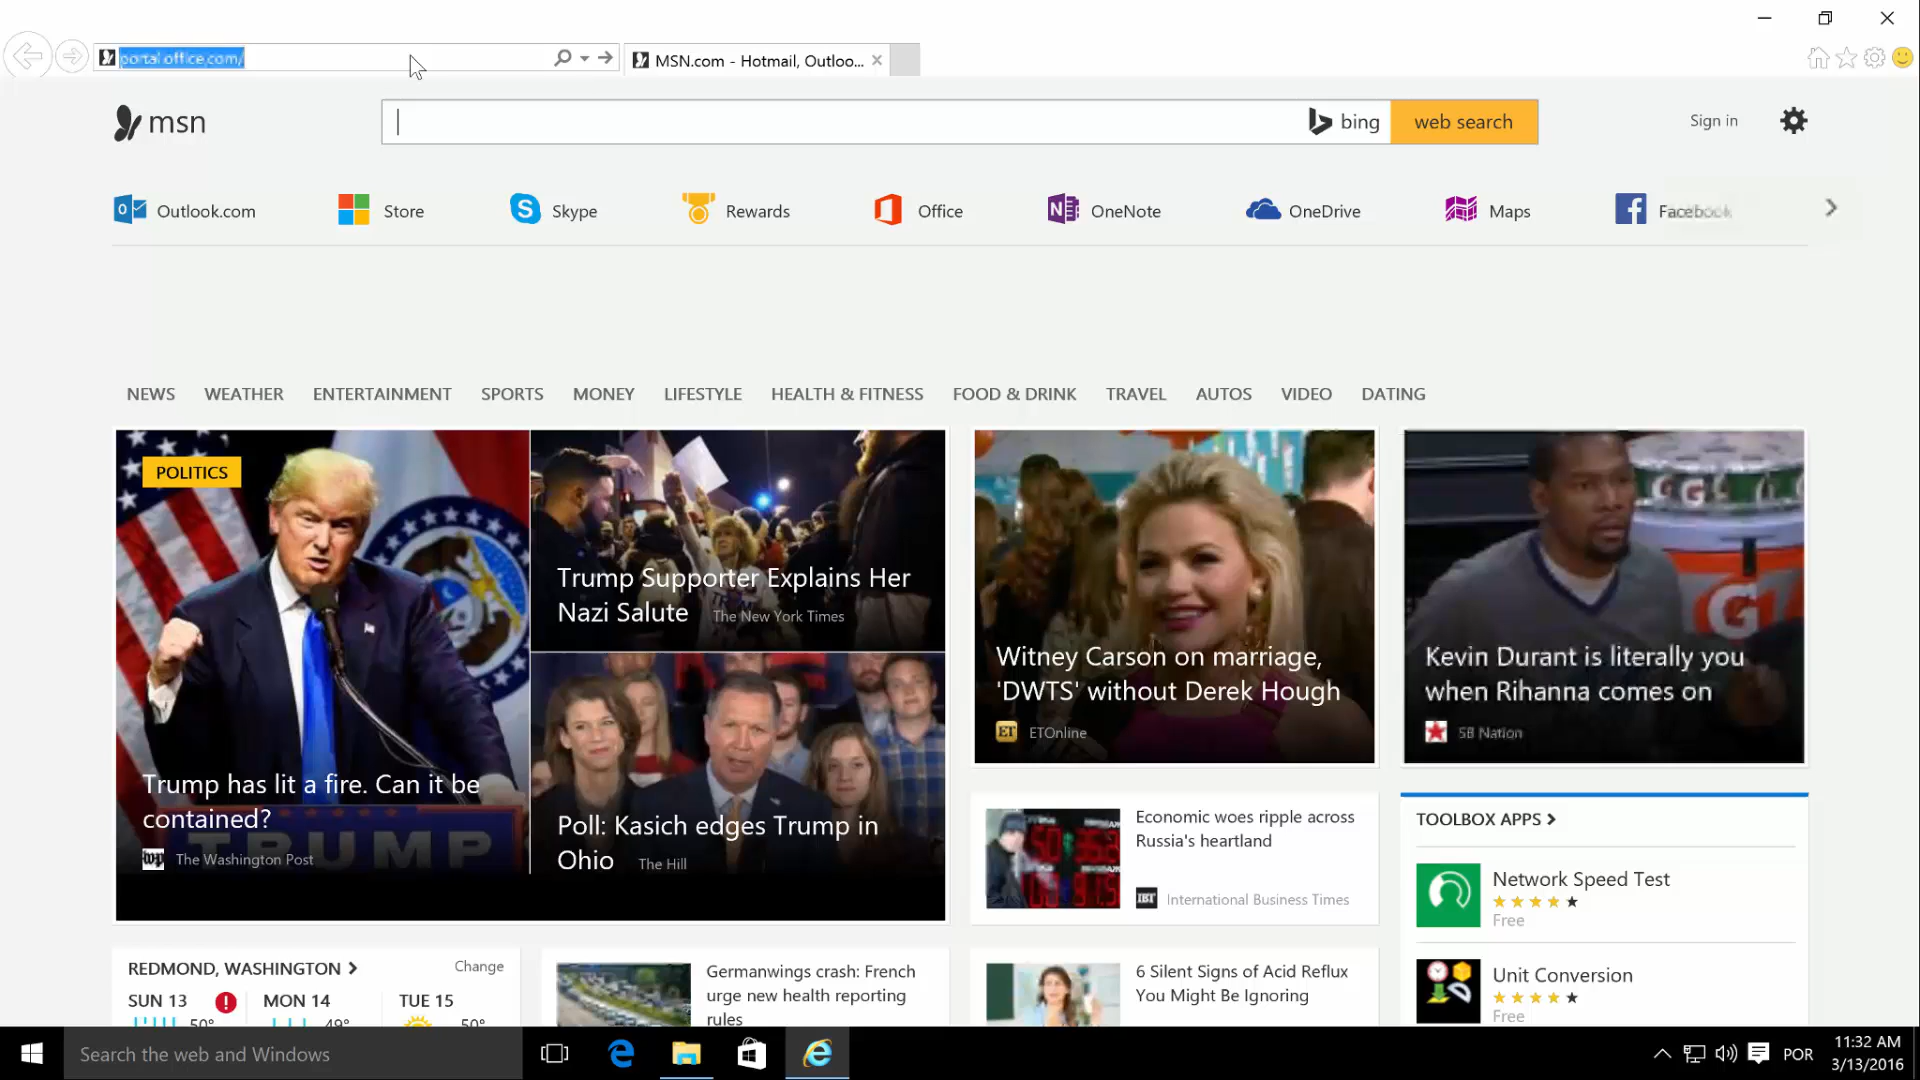 portal.office.com/
MSN.com - Hotmail, Outloo...
msn
bing
web search
Sign in
Outlook.com
Store
Skype
Rewards
Office
OneNote
OneDrive
Maps
Facebook
NEWS WEATHER ENTERTAINMENT SPORTS MONEY LIFESTYLE HEALTH & FITNESS FOOD & DRINK TRAVEL AUTOS VIDEO DATING
POLITICS
Trump has lit a fire. Can it be
contained?
wp The Washington Post
TRUMP
Trump Supporter Explains Her
Nazi Salute The New York Times
Poll: Kasich edges Trump in
Ohio The Hill
Witney Carson on marriage,
'DWTS' without Derek Hough
ET ETOnline
G
Kevin Durant is literally you
when Rihanna comes on
SB Nation
Economic woes ripple across
Russia's heartland
IBT International Business Times
TOOLBOX APPS
Network Speed Test
Free
Unit Conversion
Free
REDMOND, WASHINGTON
Change
SUN 13 MON 14 TUE 15
50° 49° 50°
Germanwings crash: French
urge new health reporting
rules
6 Silent Signs of Acid Reflux
You Might Be Ignoring
Search the web and Windows
POR
11:32 AM
3/13/2016